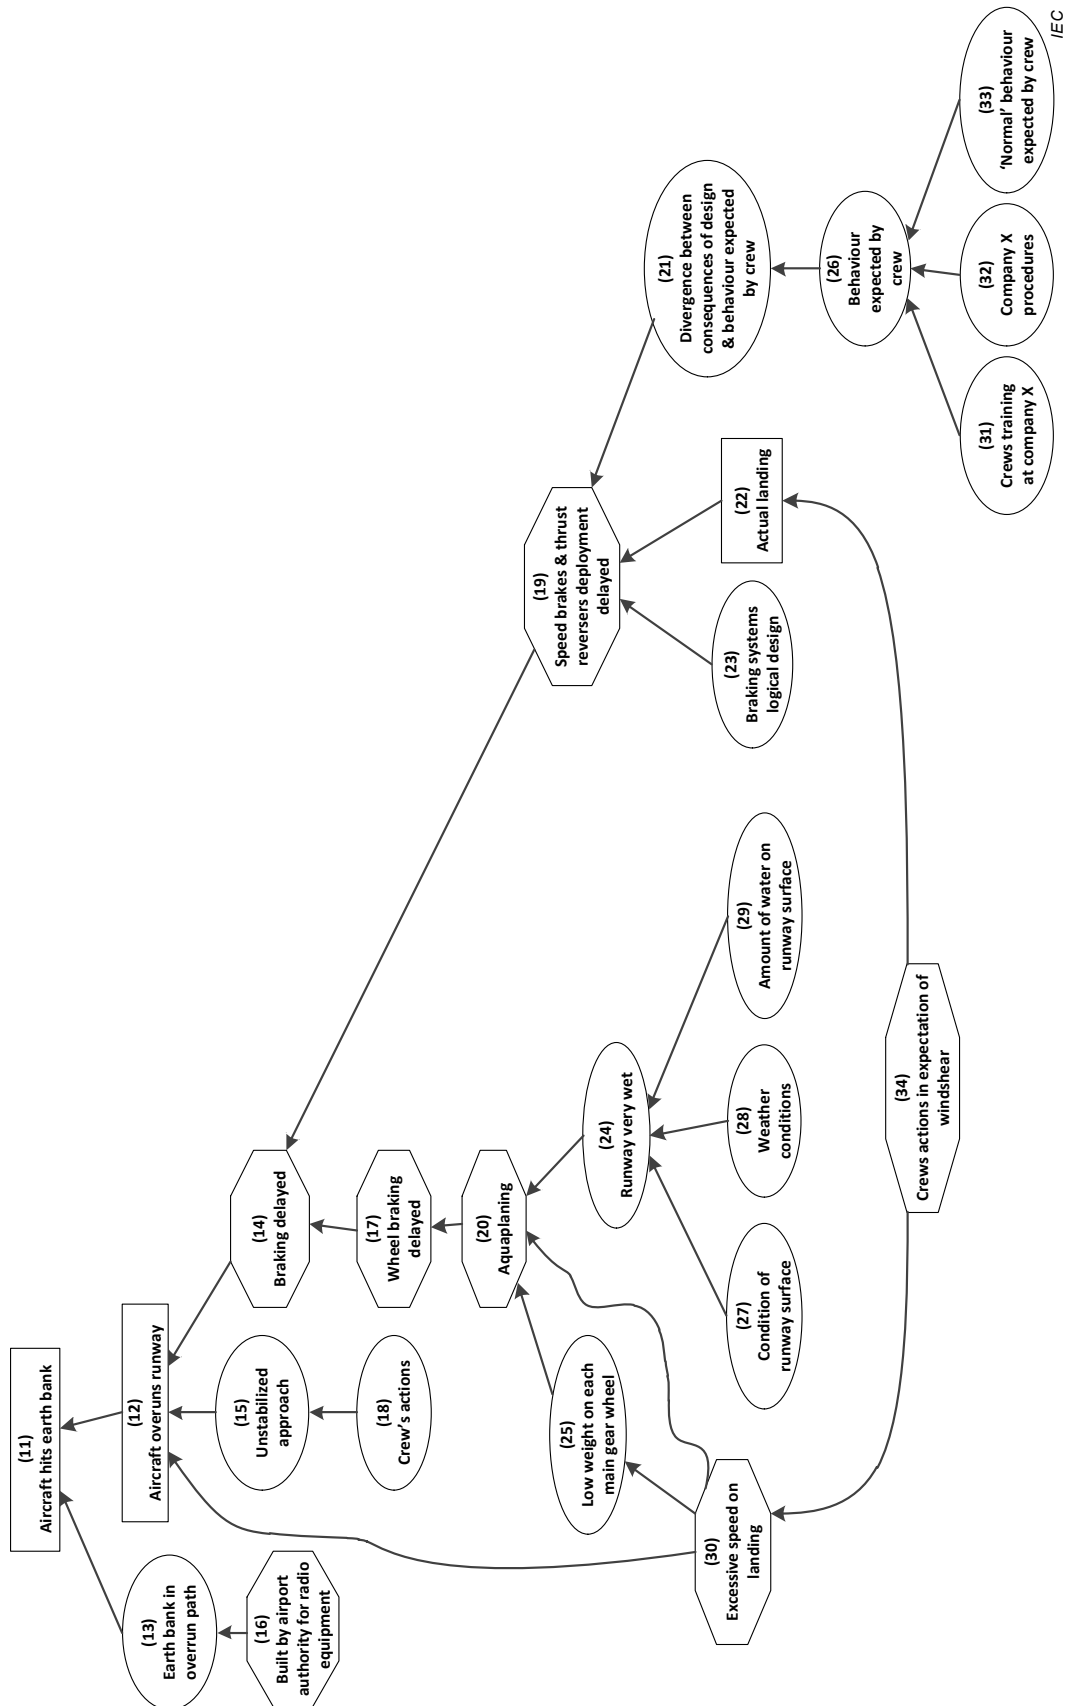 (11)
Aircraft hits earth bank
(12)
Aircraft overuns runway
(13)
Earth bank in
overrun path
(14)
Braking delayed
(15)
Unstabilized
approach
(16)
Built by airport
authority for radio
equipment
(17)
Wheel braking
delayed
(18)
Crew's actions
(19)
Speed brakes & thrust
reversers deployment
delayed
(20)
Aquaplaning
(21)
Divergence between
consequences of design
& behaviour expected
by crew
(22)
Actual landing
(23)
Braking systems
logical design
(24)
Runway very wet
(25)
Low weight on each
main gear wheel
(26)
Behaviour
expected by
crew
(27)
Condition of
runway surface
(28)
Weather
conditions
(29)
Amount of water on
runway surface
(30)
Excessive speed on
landing
(31)
Crews training
at company X
(32)
Company X
procedures
(33)
‘Normal’ behaviour
expected by crew
(34)
Crews actions in expectation of
windshear
IEC